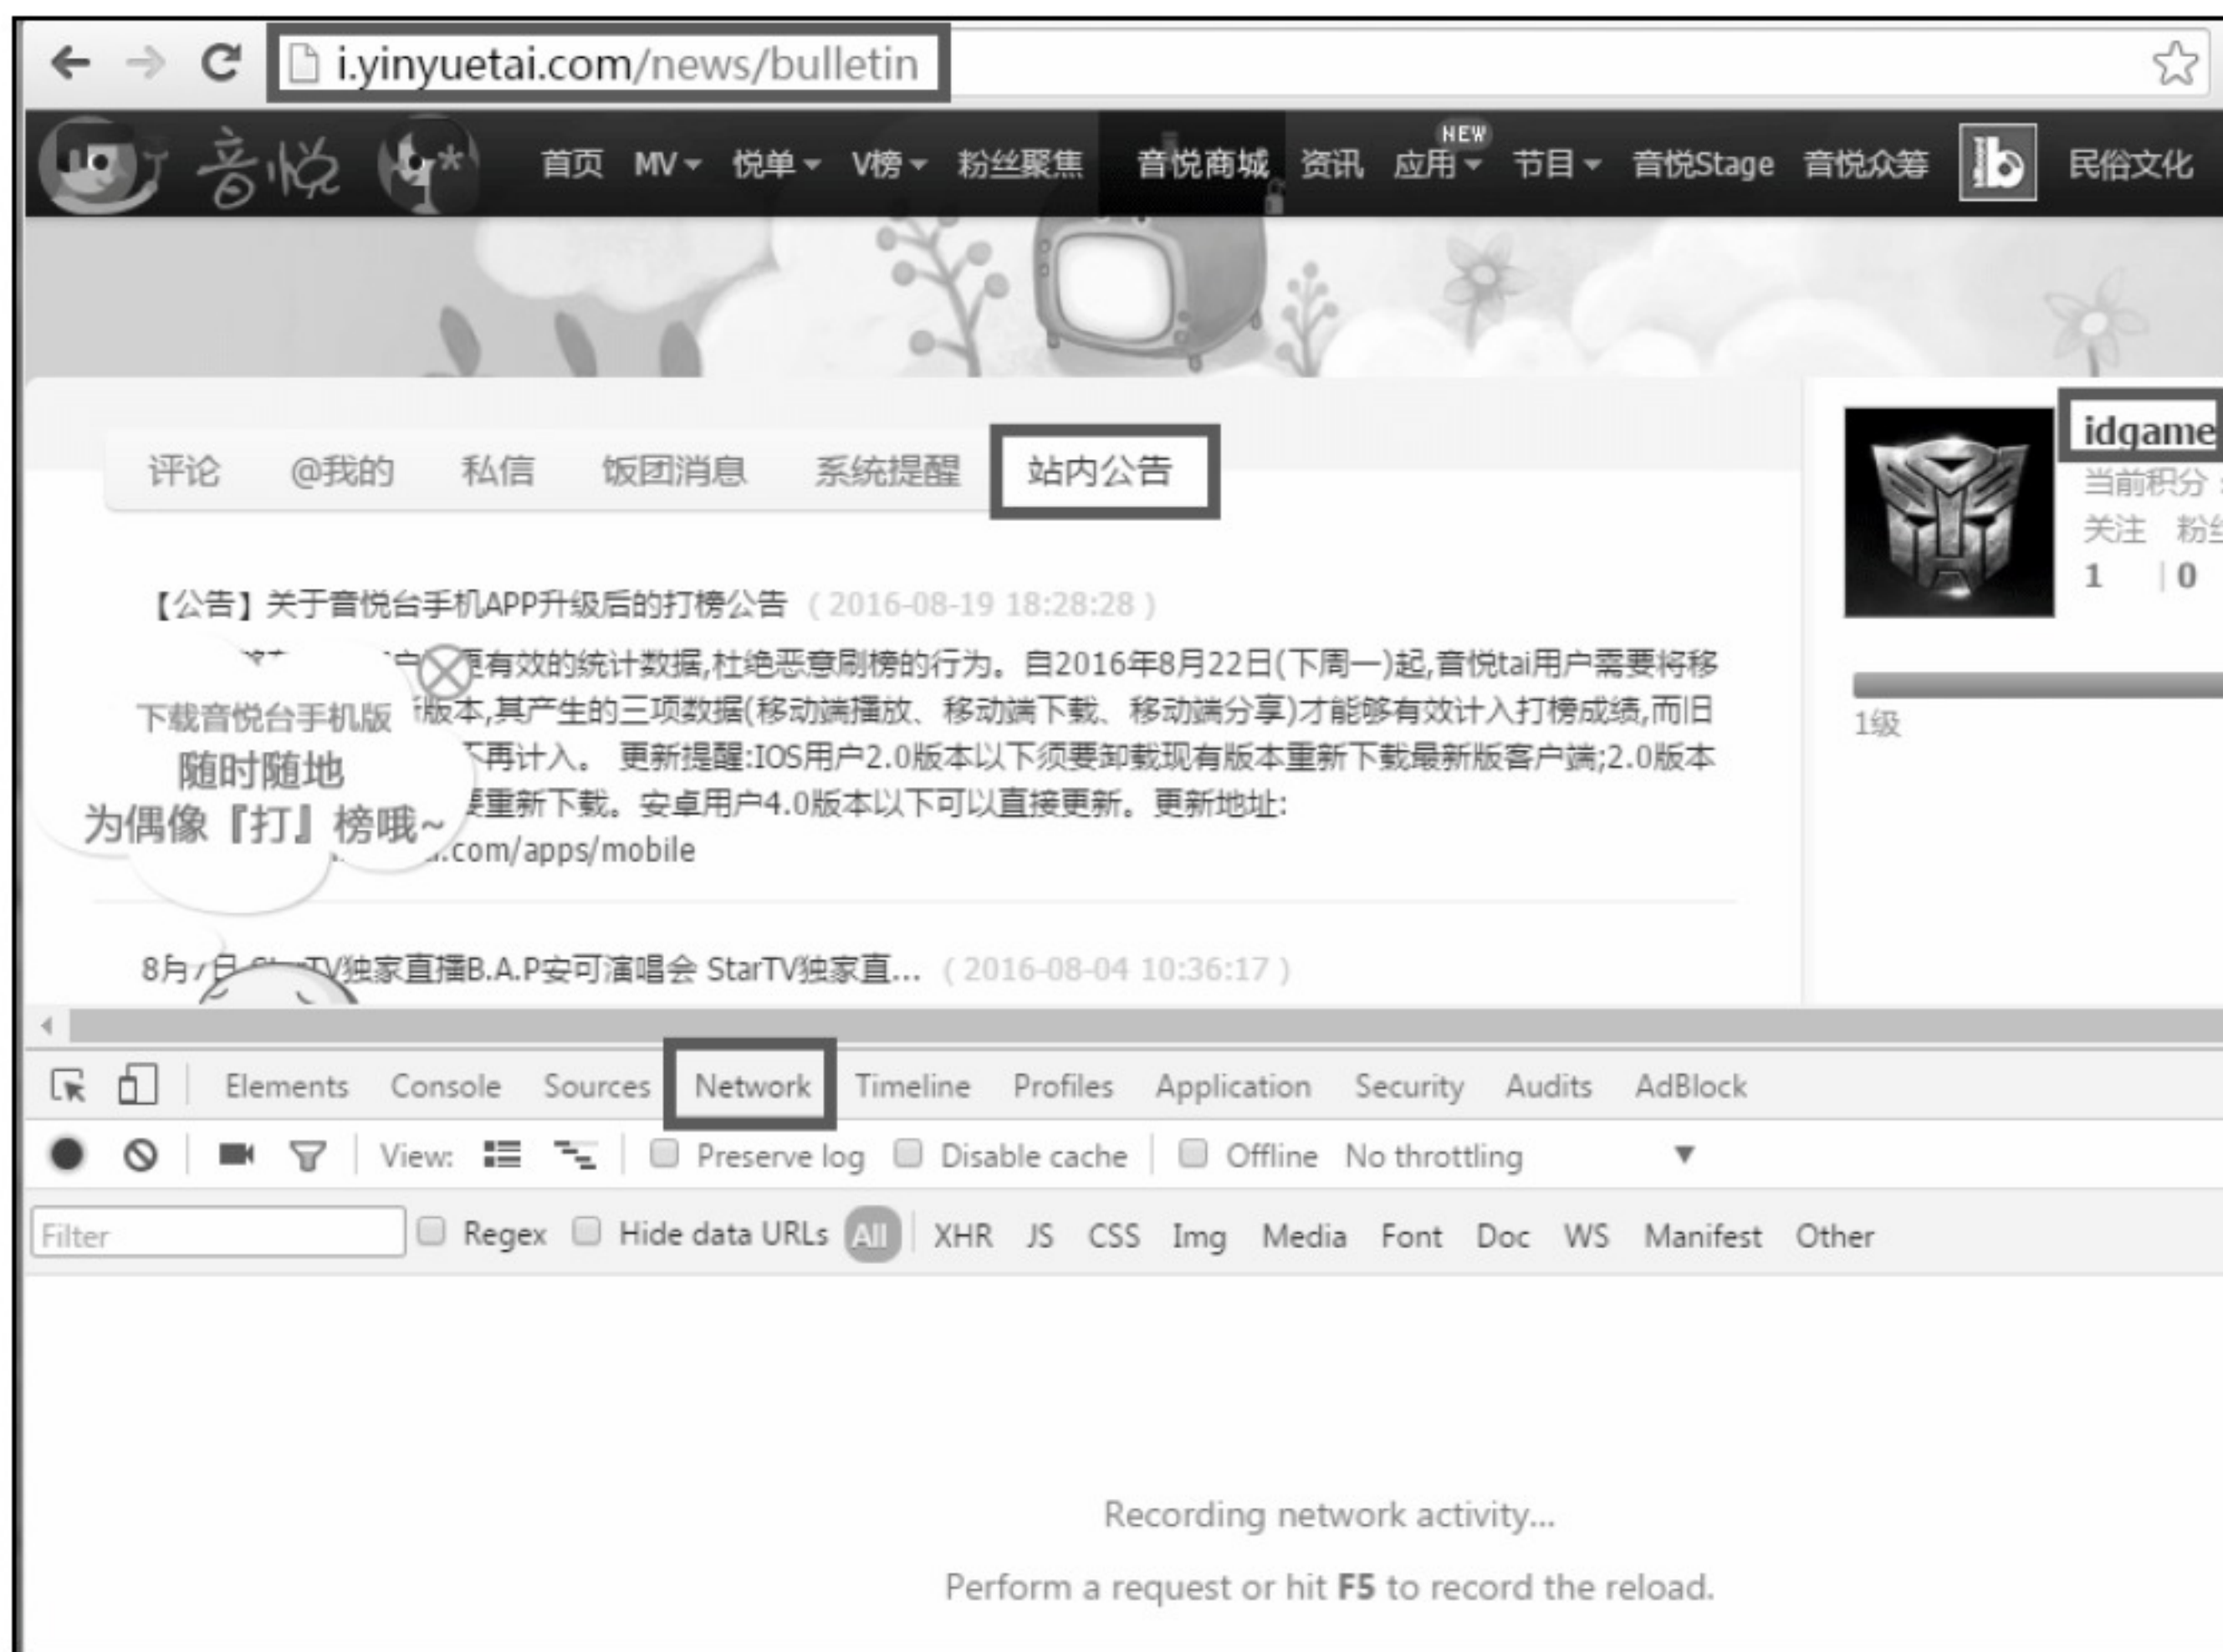 i.yinyuetai.com/news/bulletin
音悦 首页 MV 悦单 V榜 粉丝聚焦 音悦商城 资讯 应用 NEW 节目 音悦Stage 音悦众筹 民俗文化
评论 @我的 私信 饭团消息 系统提醒 站内公告
idgame
当前积分：
关注 粉丝
1 | 0
1级
【公告】关于音悦台手机APP升级后的打榜公告 （2016-08-19 18:28:28）
更有效的统计数据,杜绝恶意刷榜的行为。自2016年8月22日(下周一)起,音悦tai用户需要将移
版本,其产生的三项数据(移动端播放、移动端下载、移动端分享)才能够有效计入打榜成绩,而旧
不再计入。 更新提醒:IOS用户2.0版本以下须要卸载现有版本重新下载最新版客户端;2.0版本
要重新下载。安卓用户4.0版本以下可以直接更新。更新地址:
.com/apps/mobile
下载音悦台手机版
随时随地
为偶像『打』榜哦~
8月7日 StarTV独家直播B.A.P安可演唱会 StarTV独家直... （2016-08-04 10:36:17）
Elements Console Sources Network Timeline Profiles Application Security Audits AdBlock
View: Preserve log Disable cache Offline No throttling
Filter Regex Hide data URLs All XHR JS CSS Img Media Font Doc WS Manifest Other
Recording network activity...
Perform a request or hit F5 to record the reload.